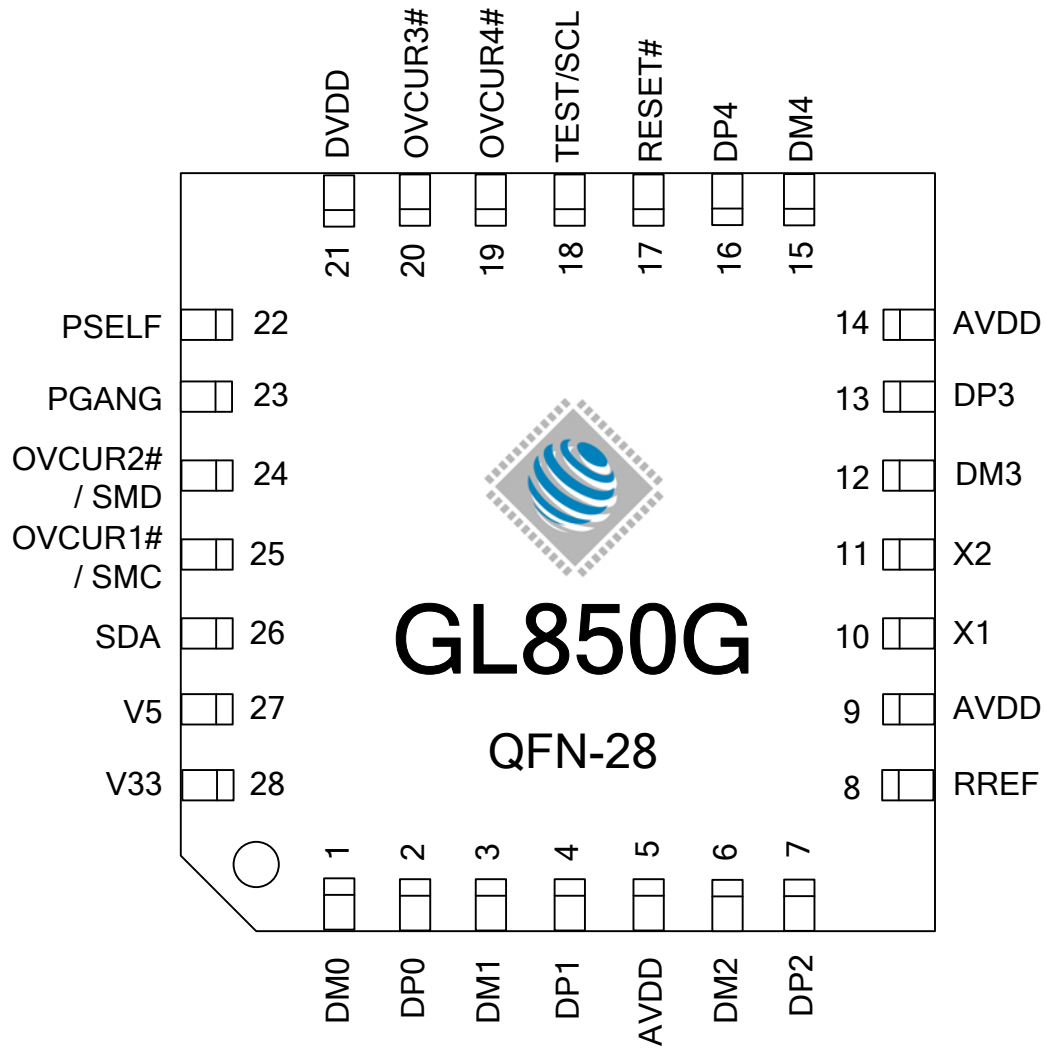 DVDD
OVCUR3#
OVCUR4#
TEST/SCL
RESET#
DP4
DM4
21
20
19
18
17
16
15
PSELF
22
14
AVDD
PGANG
23
13
DP3
OVCUR2#
/ SMD
24
12
DM3
OVCUR1#
/ SMC
25
11
X2
SDA
26
10
X1
V5
27
9
AVDD
V33
28
8
RREF
GL850G
QFN-28
1
2
3
4
5
6
7
DM0
DP0
DM1
DP1
AVDD
DM2
DP2